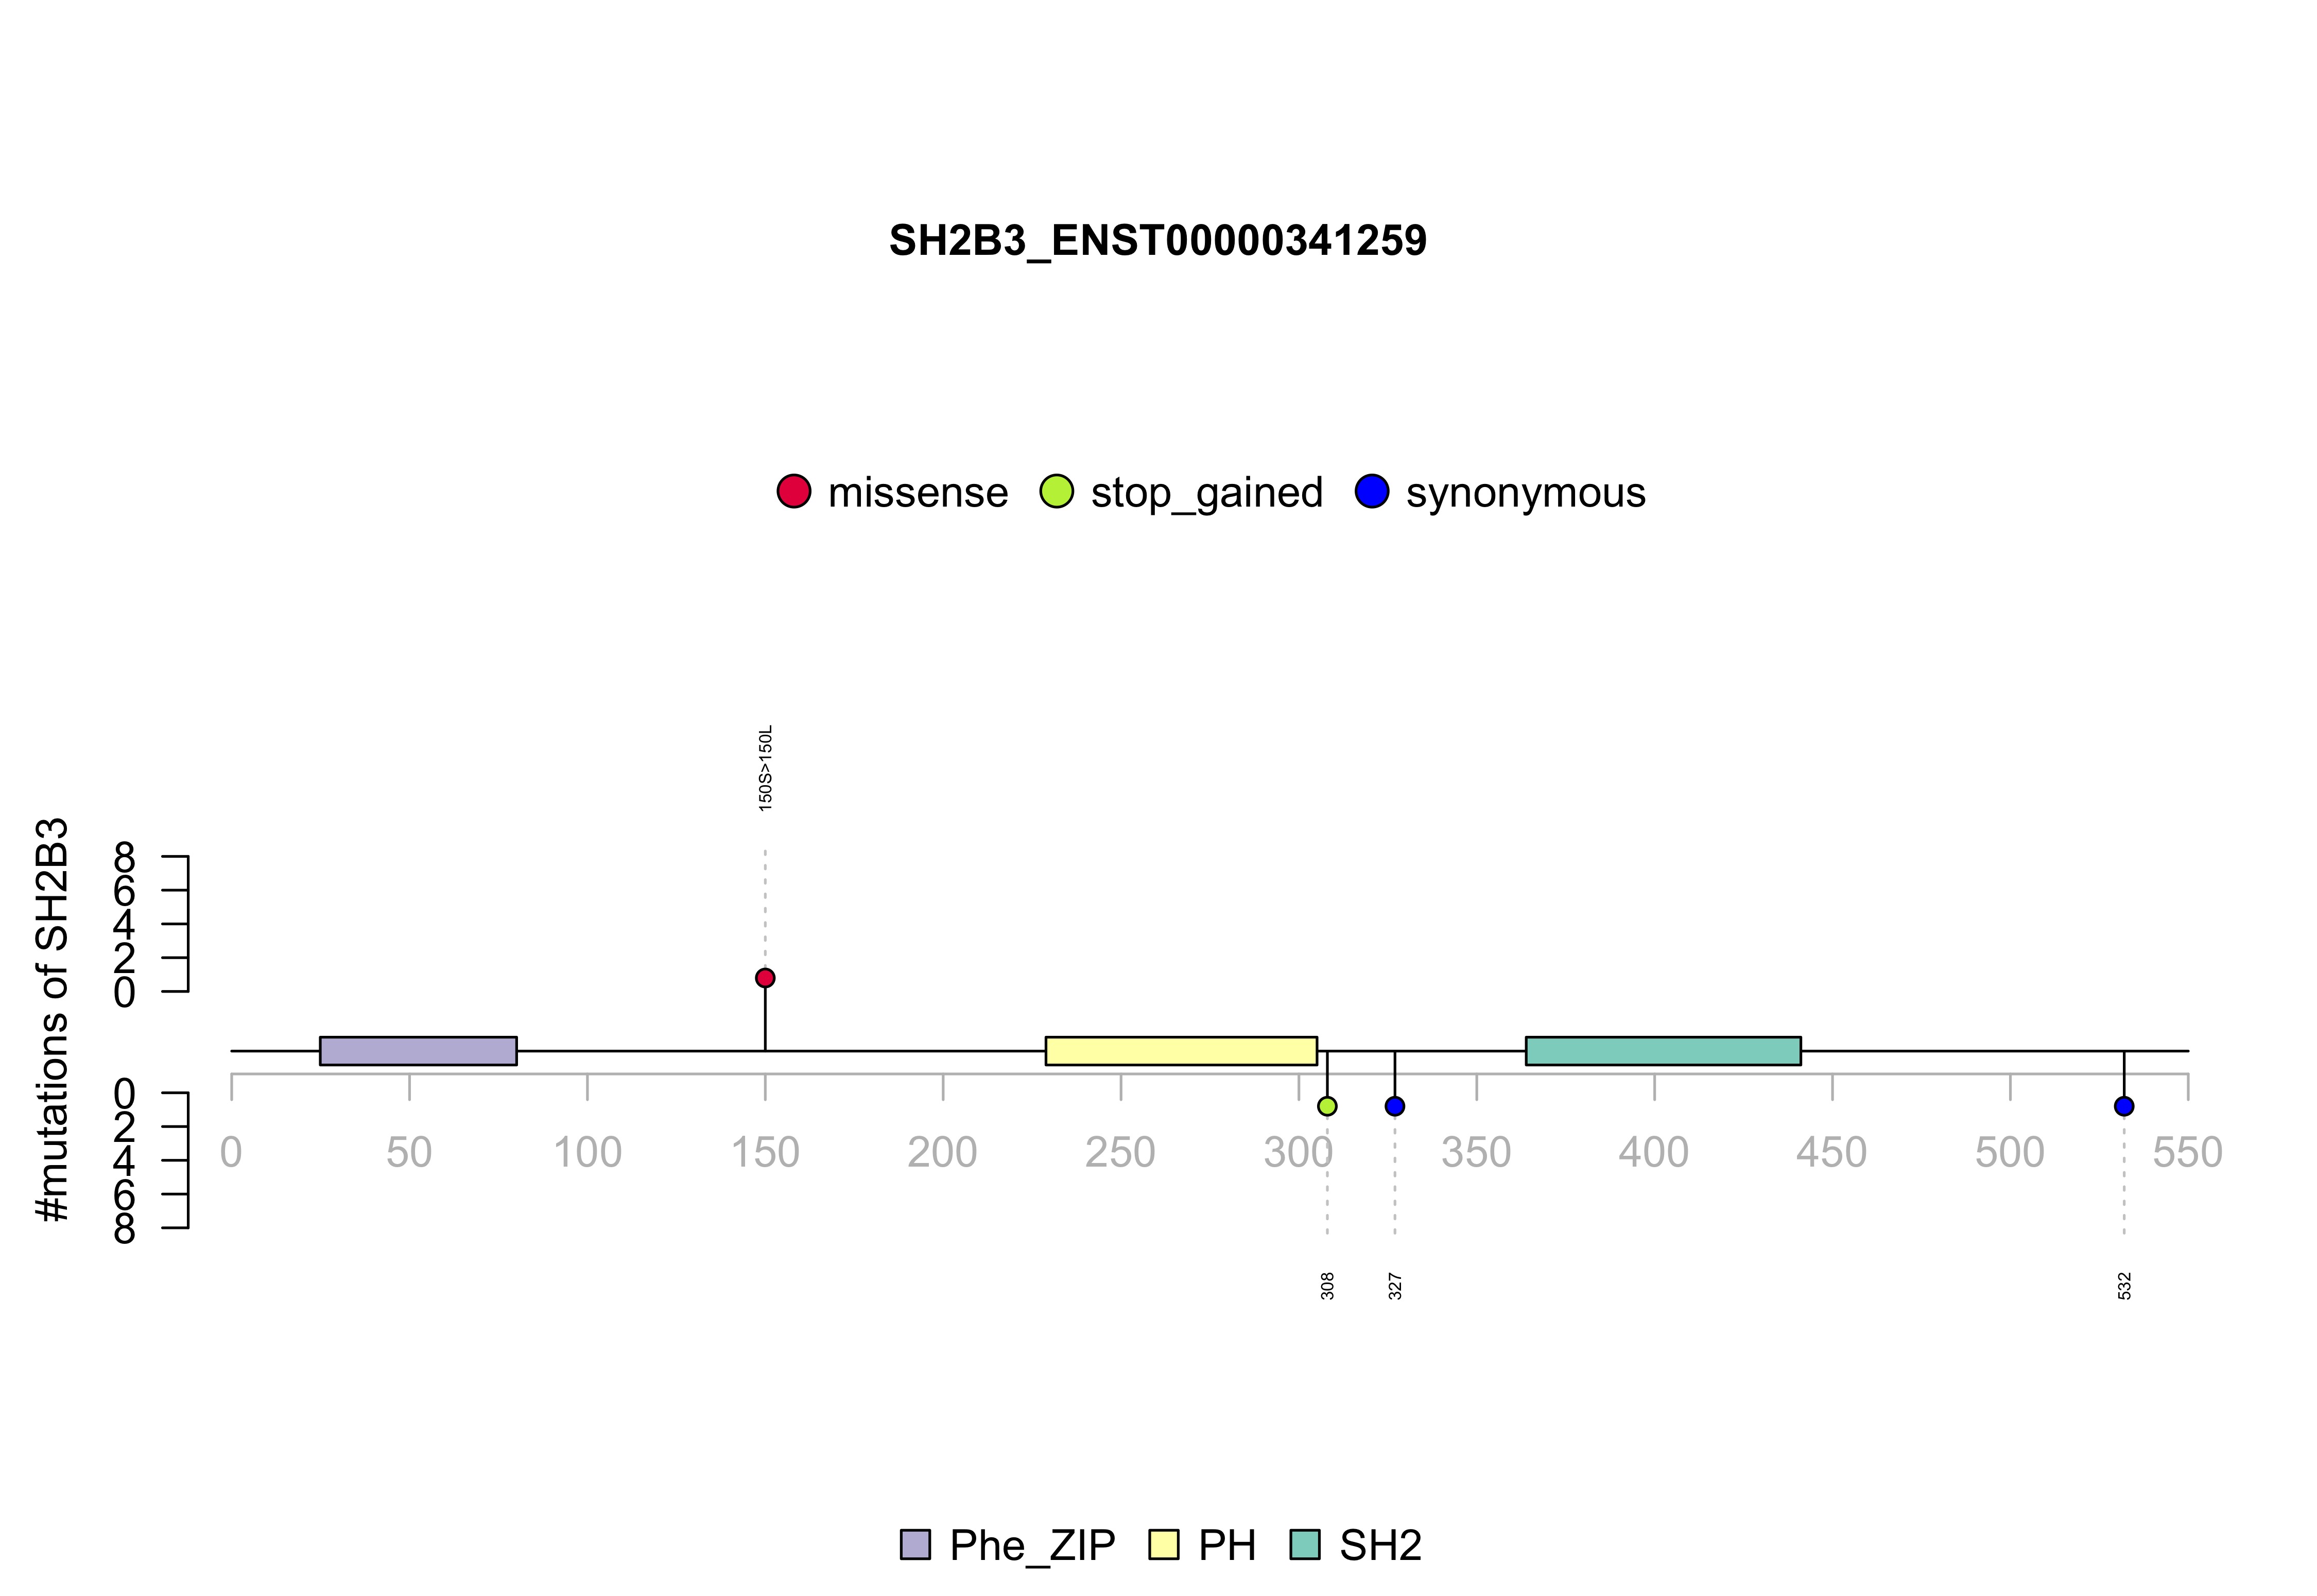 SH2B3_ENST00000341259
missense stop_gained synonymous
150S>150L
#mutations of SH2B3
8
6
4
2
0
0
2
4
6
8
0 50 100 150 200 250 300 350 400 450 500 550
308 327 532
Phe_ZIP PH SH2